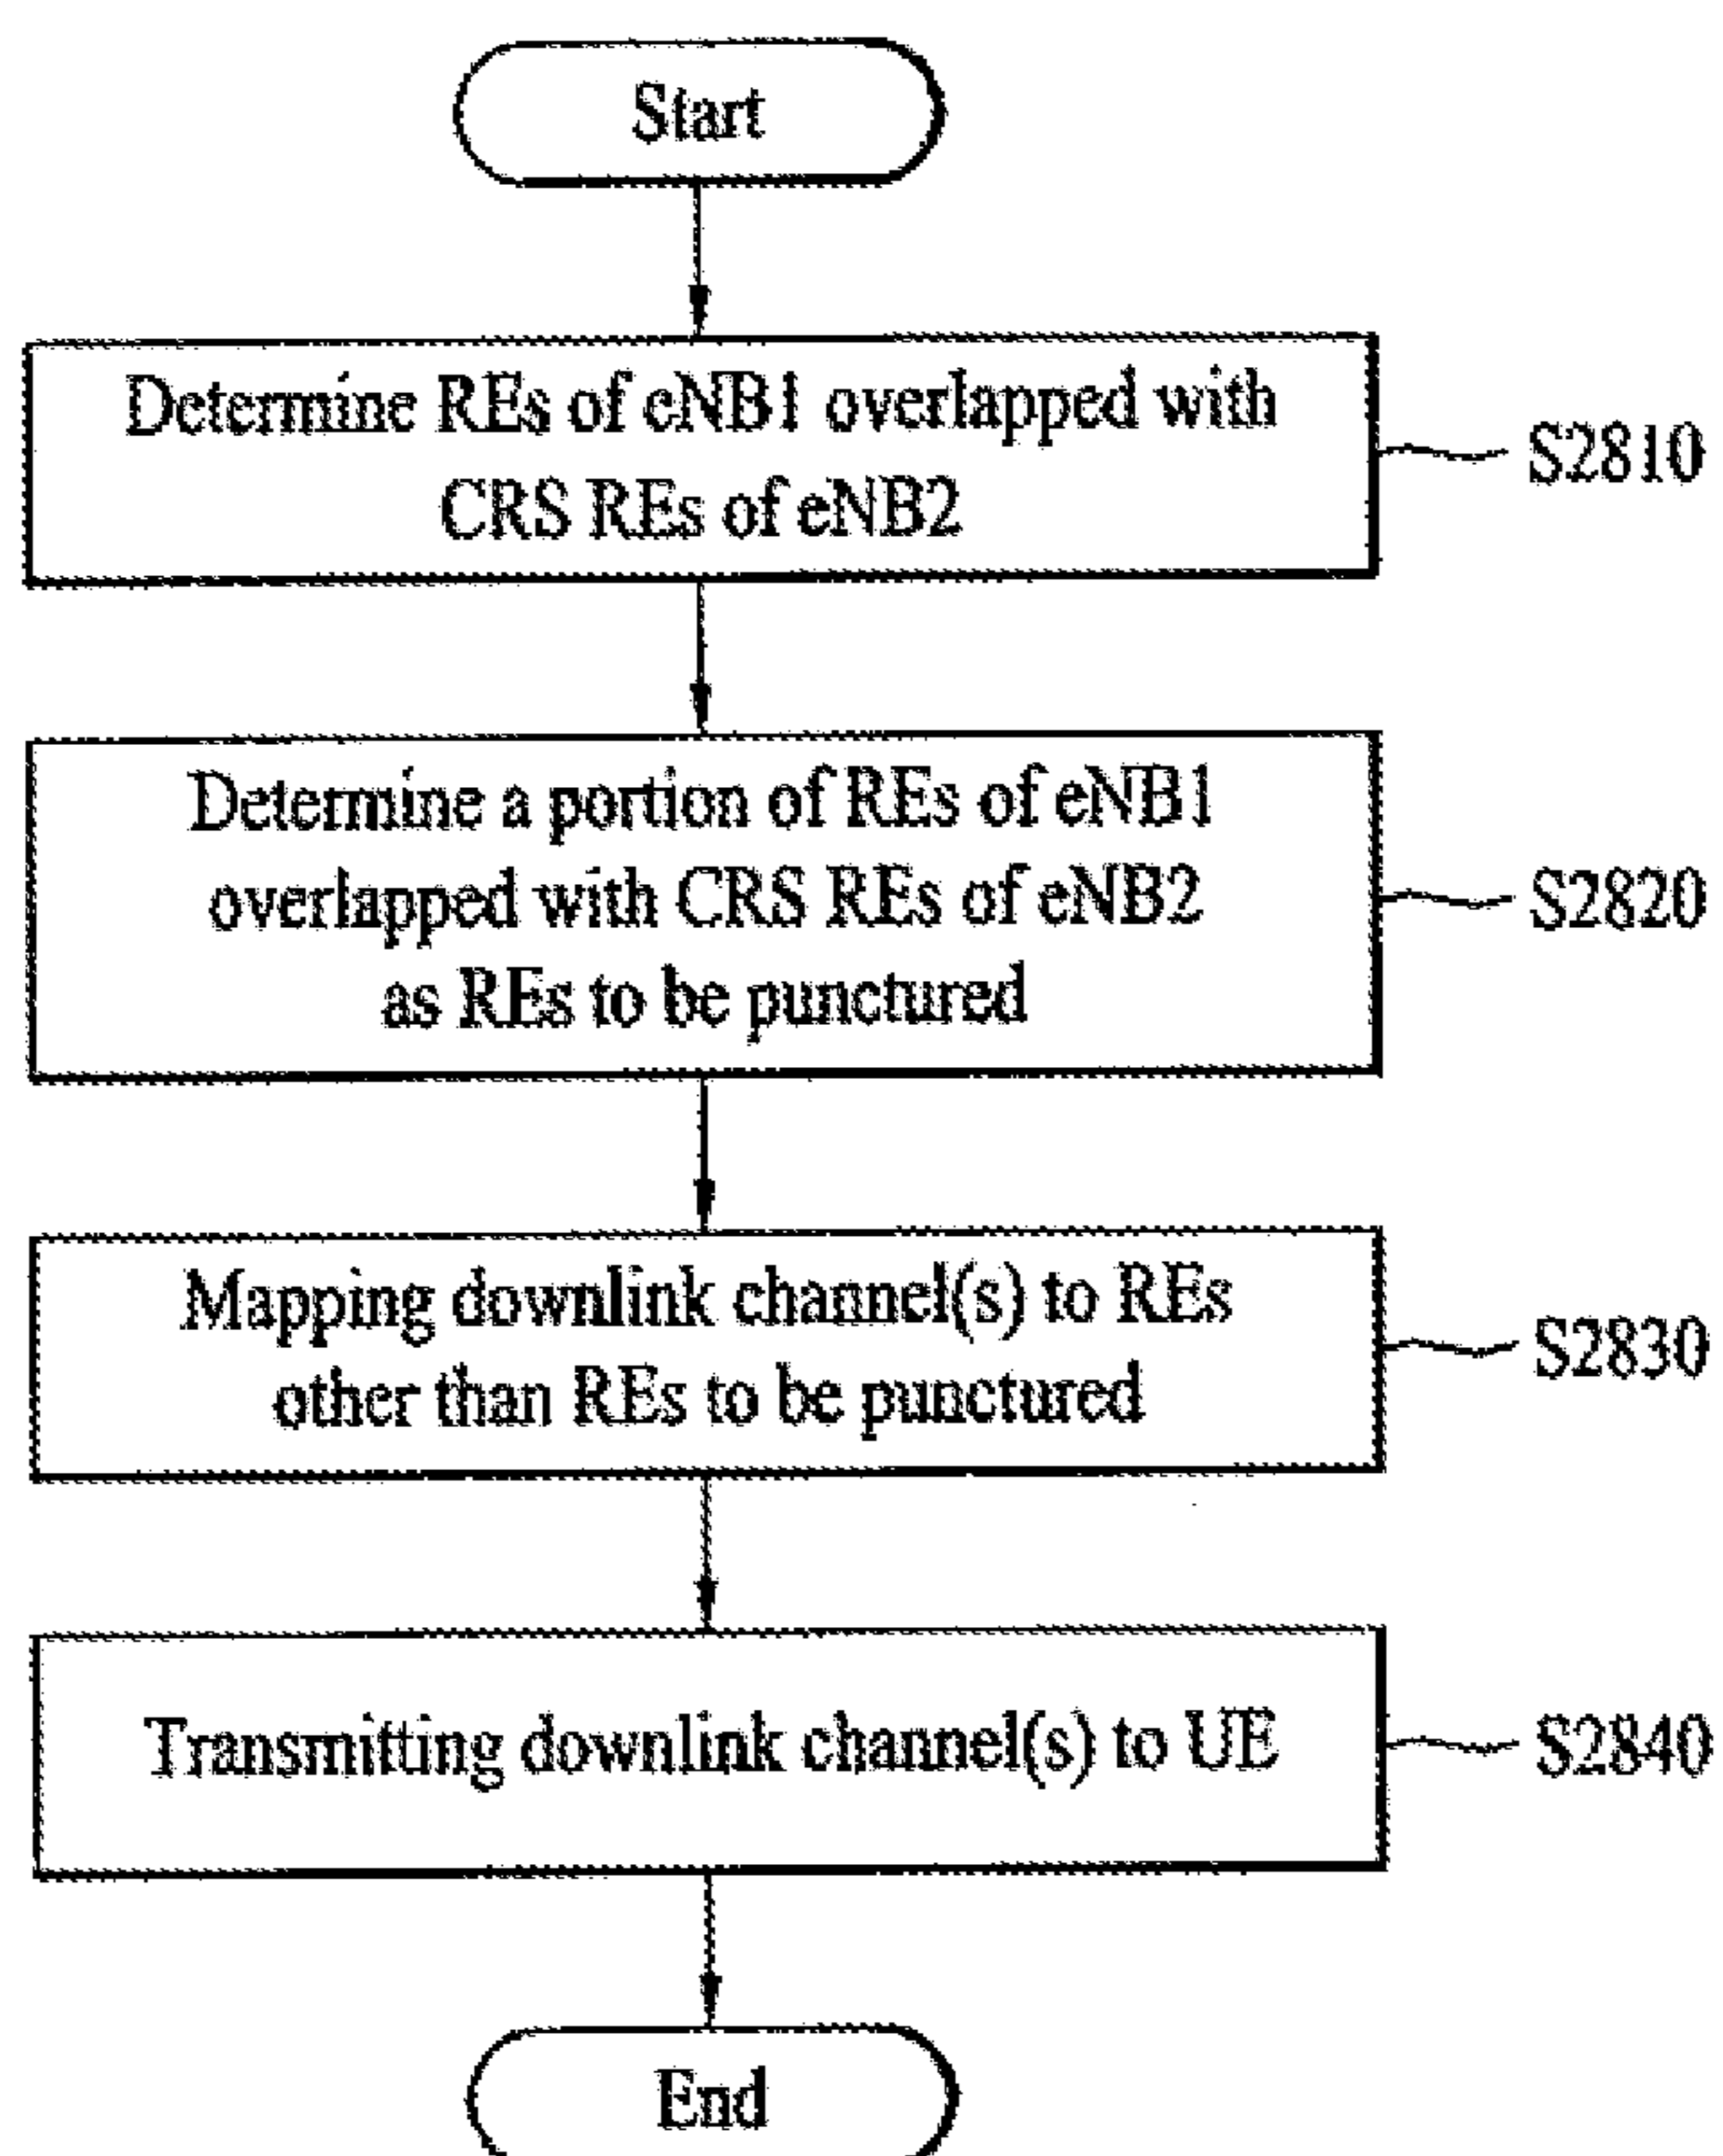 Start
Determine REs of eNB1 overlapped with
CRS REs of eNB2
S2810
Determine a portion of REs of eNB1
overlapped with CRS REs of eNB2
as REs to be punctured
S2820
Mapping downlink channel(s) to REs
other than REs to be punctured
S2830
Transmitting downlink channel(s) to UE
S2840
End